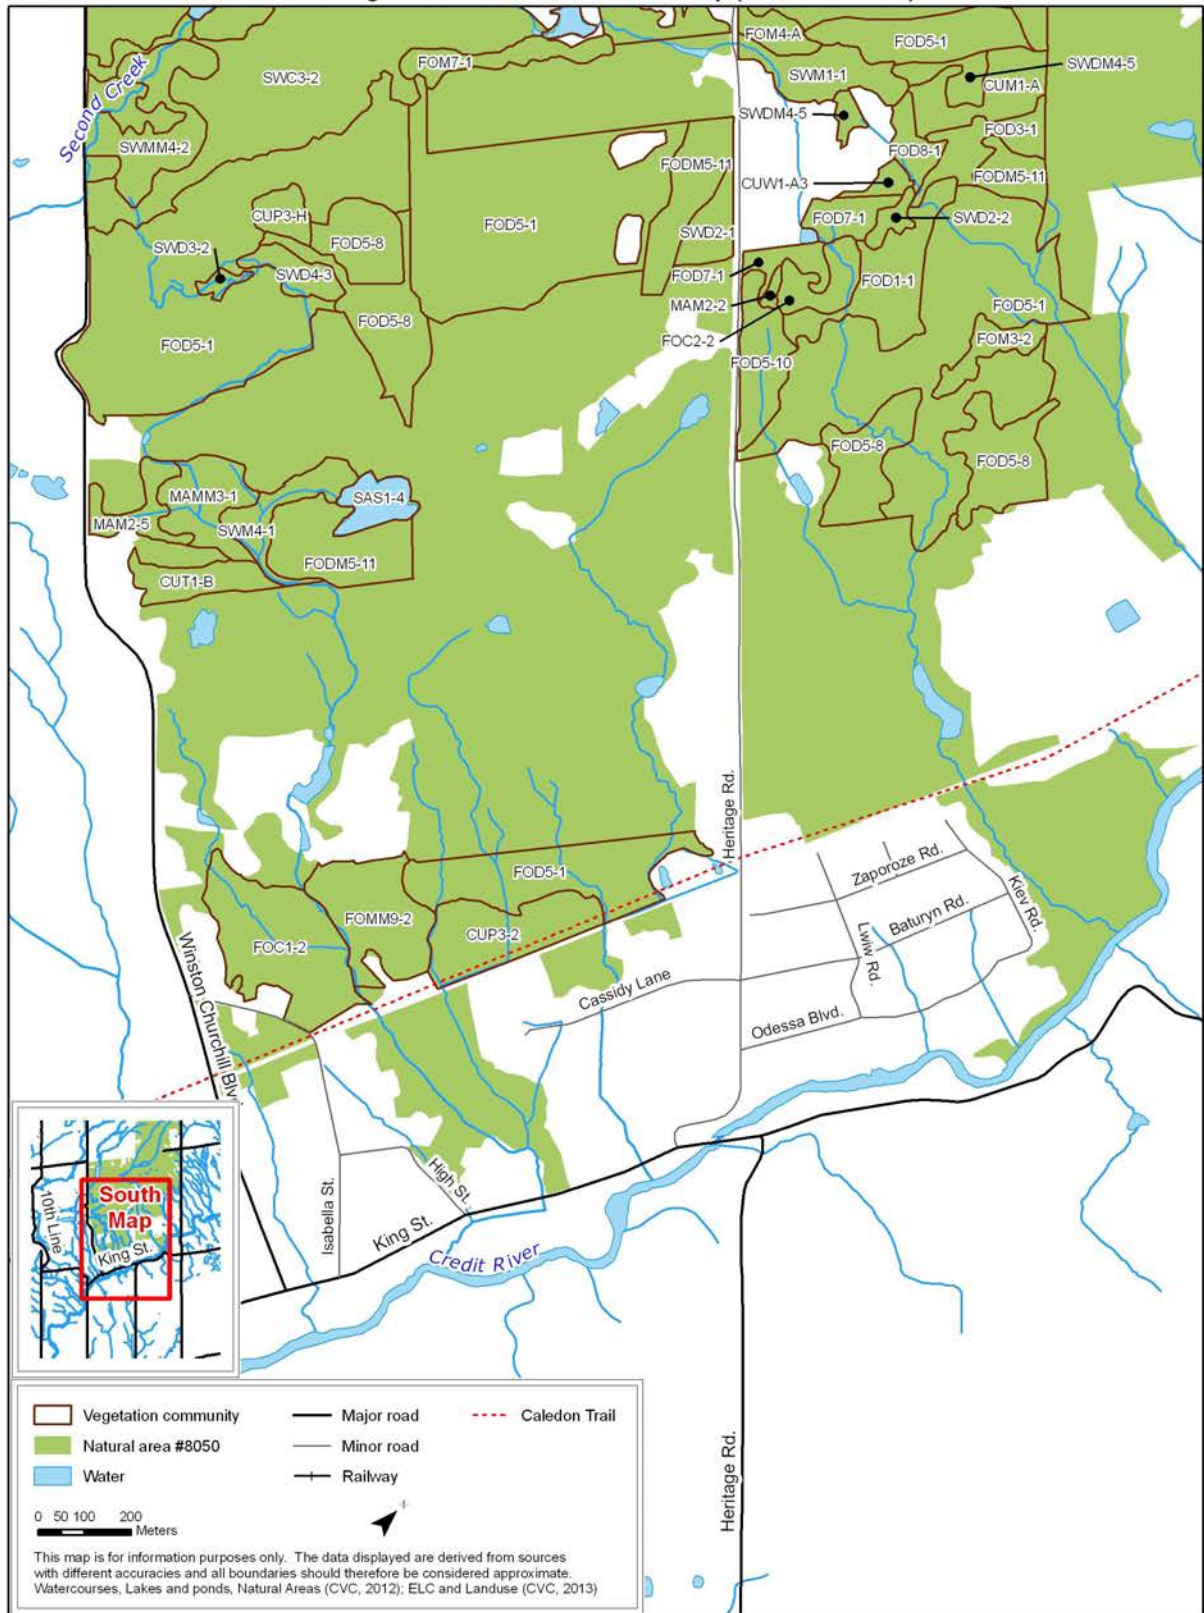 FOM4-A
FOD5-1
SWDM4-5
FOM7-1
SWC3-2
SWM1-1
CUM1-A
Second Creek
SWDM4-5
SWMM4-2
FOD3-1
FOD8-1
FODM5-11
CUW1-A3
FODM5-11
CUP3-H
FOD5-1
FOD7-1
SWD2-2
SWD3-2
FOD5-8
SWD2-1
SWD4-3
FOD7-1
FOD1-1
MAM2-2
FOD5-1
FOD5-8
FOD5-1
FOC2-2
FOM3-2
FOD5-10
FOD5-8
FOD5-8
MAMM3-1
SAS1-4
MAM2-5
SWM4-1
FODM5-11
CUT1-B
Heritage Rd.
Zaporoze Rd.
FOD5-1
Kiev Rd.
Baturyn Rd.
FOMM9-2
Lwiw Rd.
CUP3-2
FOC1-2
Winston Churchill Blv
Cassidy Lane
Odessa Blvd.
High St.
Isabella St.
King St.
Credit River
South
Map
10th Line
King St.
Vegetation community
Major road
Caledon Trail
Natural area #8050
Minor road
Water
Railway
Heritage Rd.
0 50 100 200
Meters
This map is for information purposes only. The data displayed are derived from sources
with different accuracies and all boundaries should therefore be considered approximate.
Watercourses, Lakes and ponds, Natural Areas (CVC, 2012); ELC and Landuse (CVC, 2013)